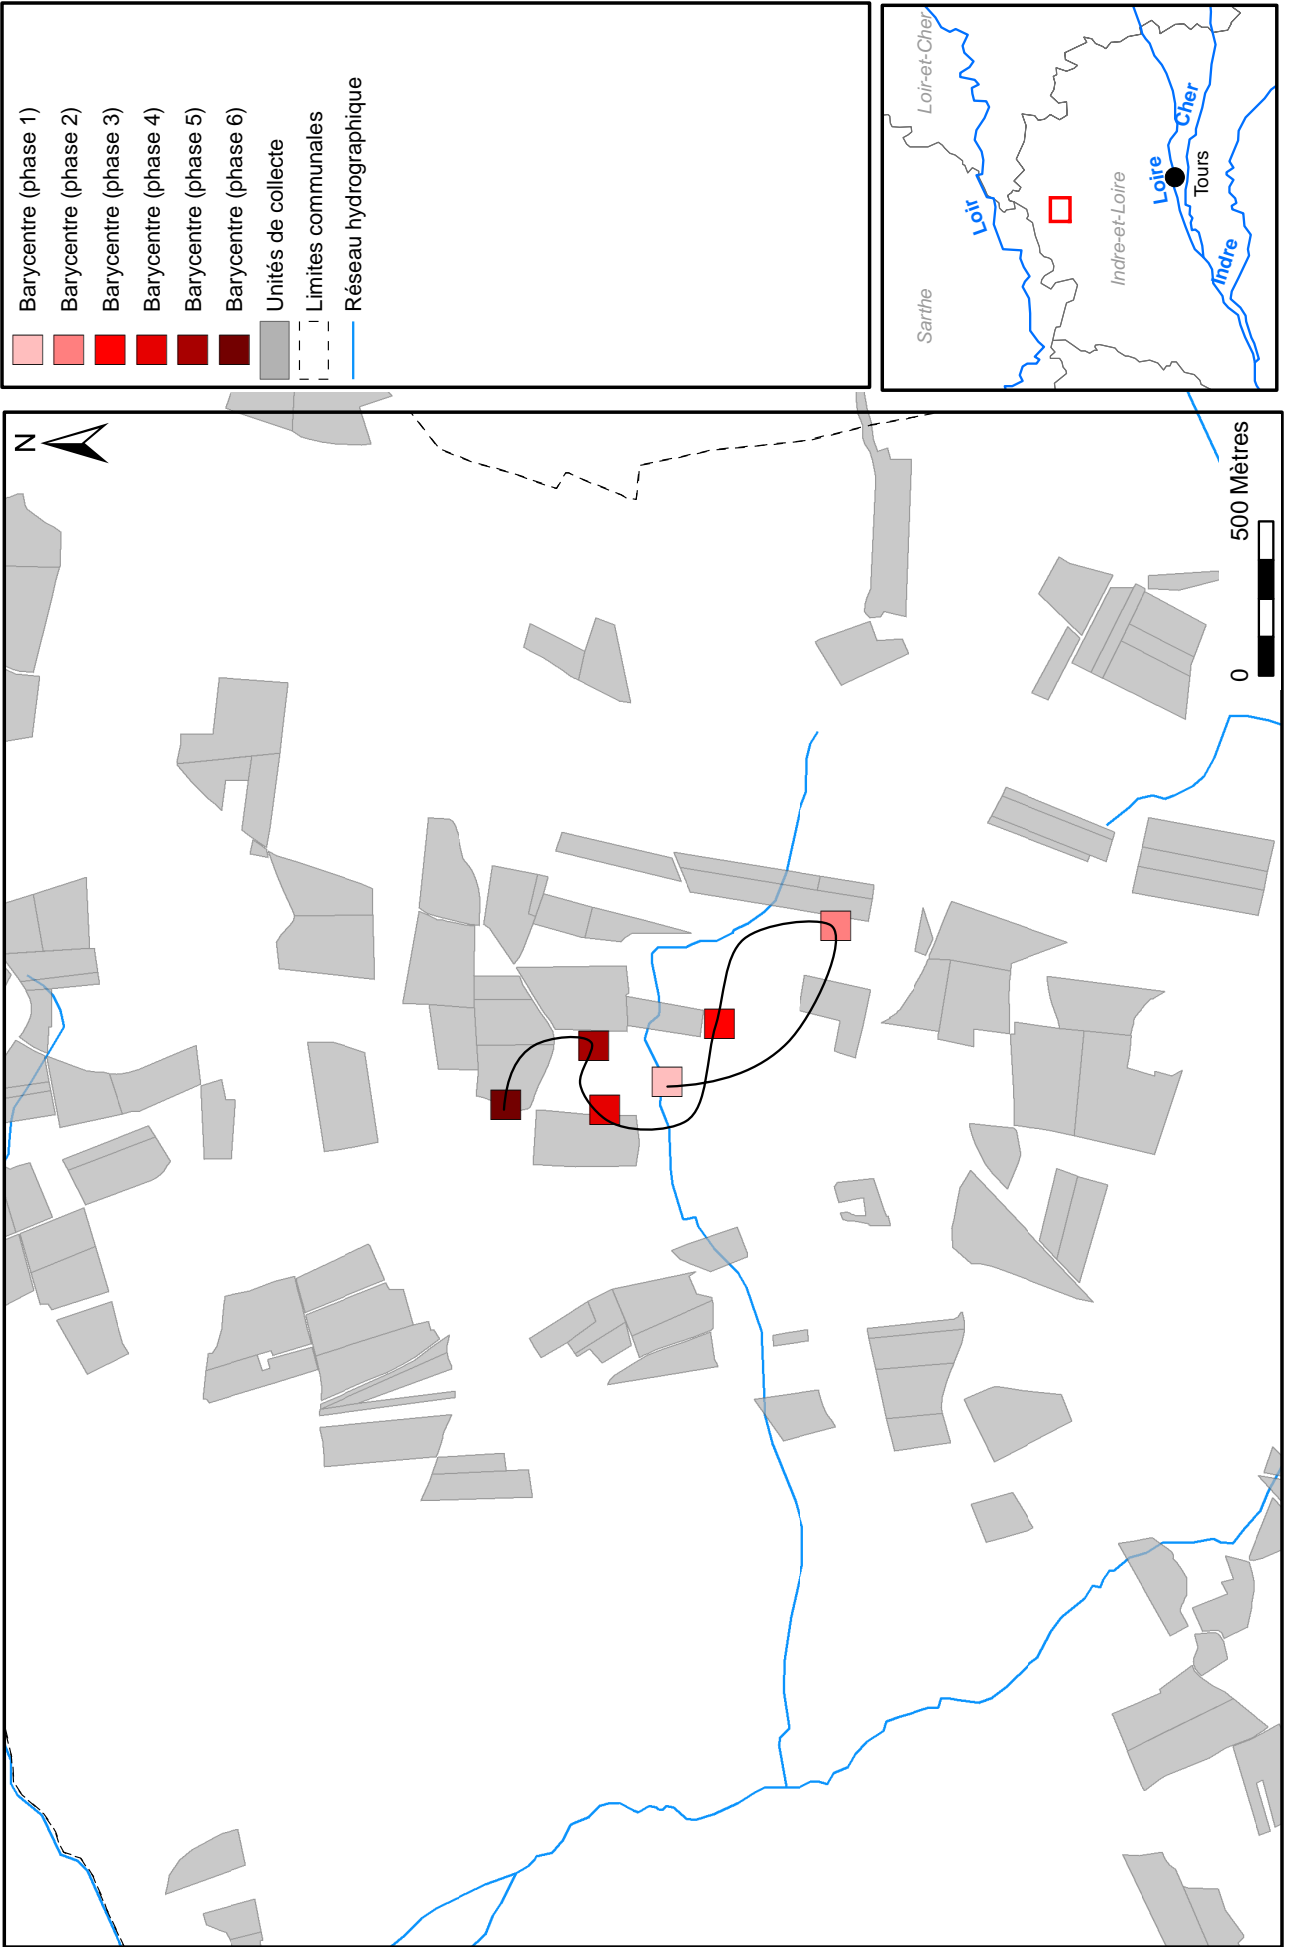 N
0
500 Mètres
Barycentre (phase 1)
Barycentre (phase 2)
Barycentre (phase 3)
Barycentre (phase 4)
Barycentre (phase 5)
Barycentre (phase 6)
Unités de collecte
Limites communales
Réseau hydrographique
Sarthe
Loir-et-Cher
Loir
Indre-et-Loire
Loire
Cher
Tours
Indre